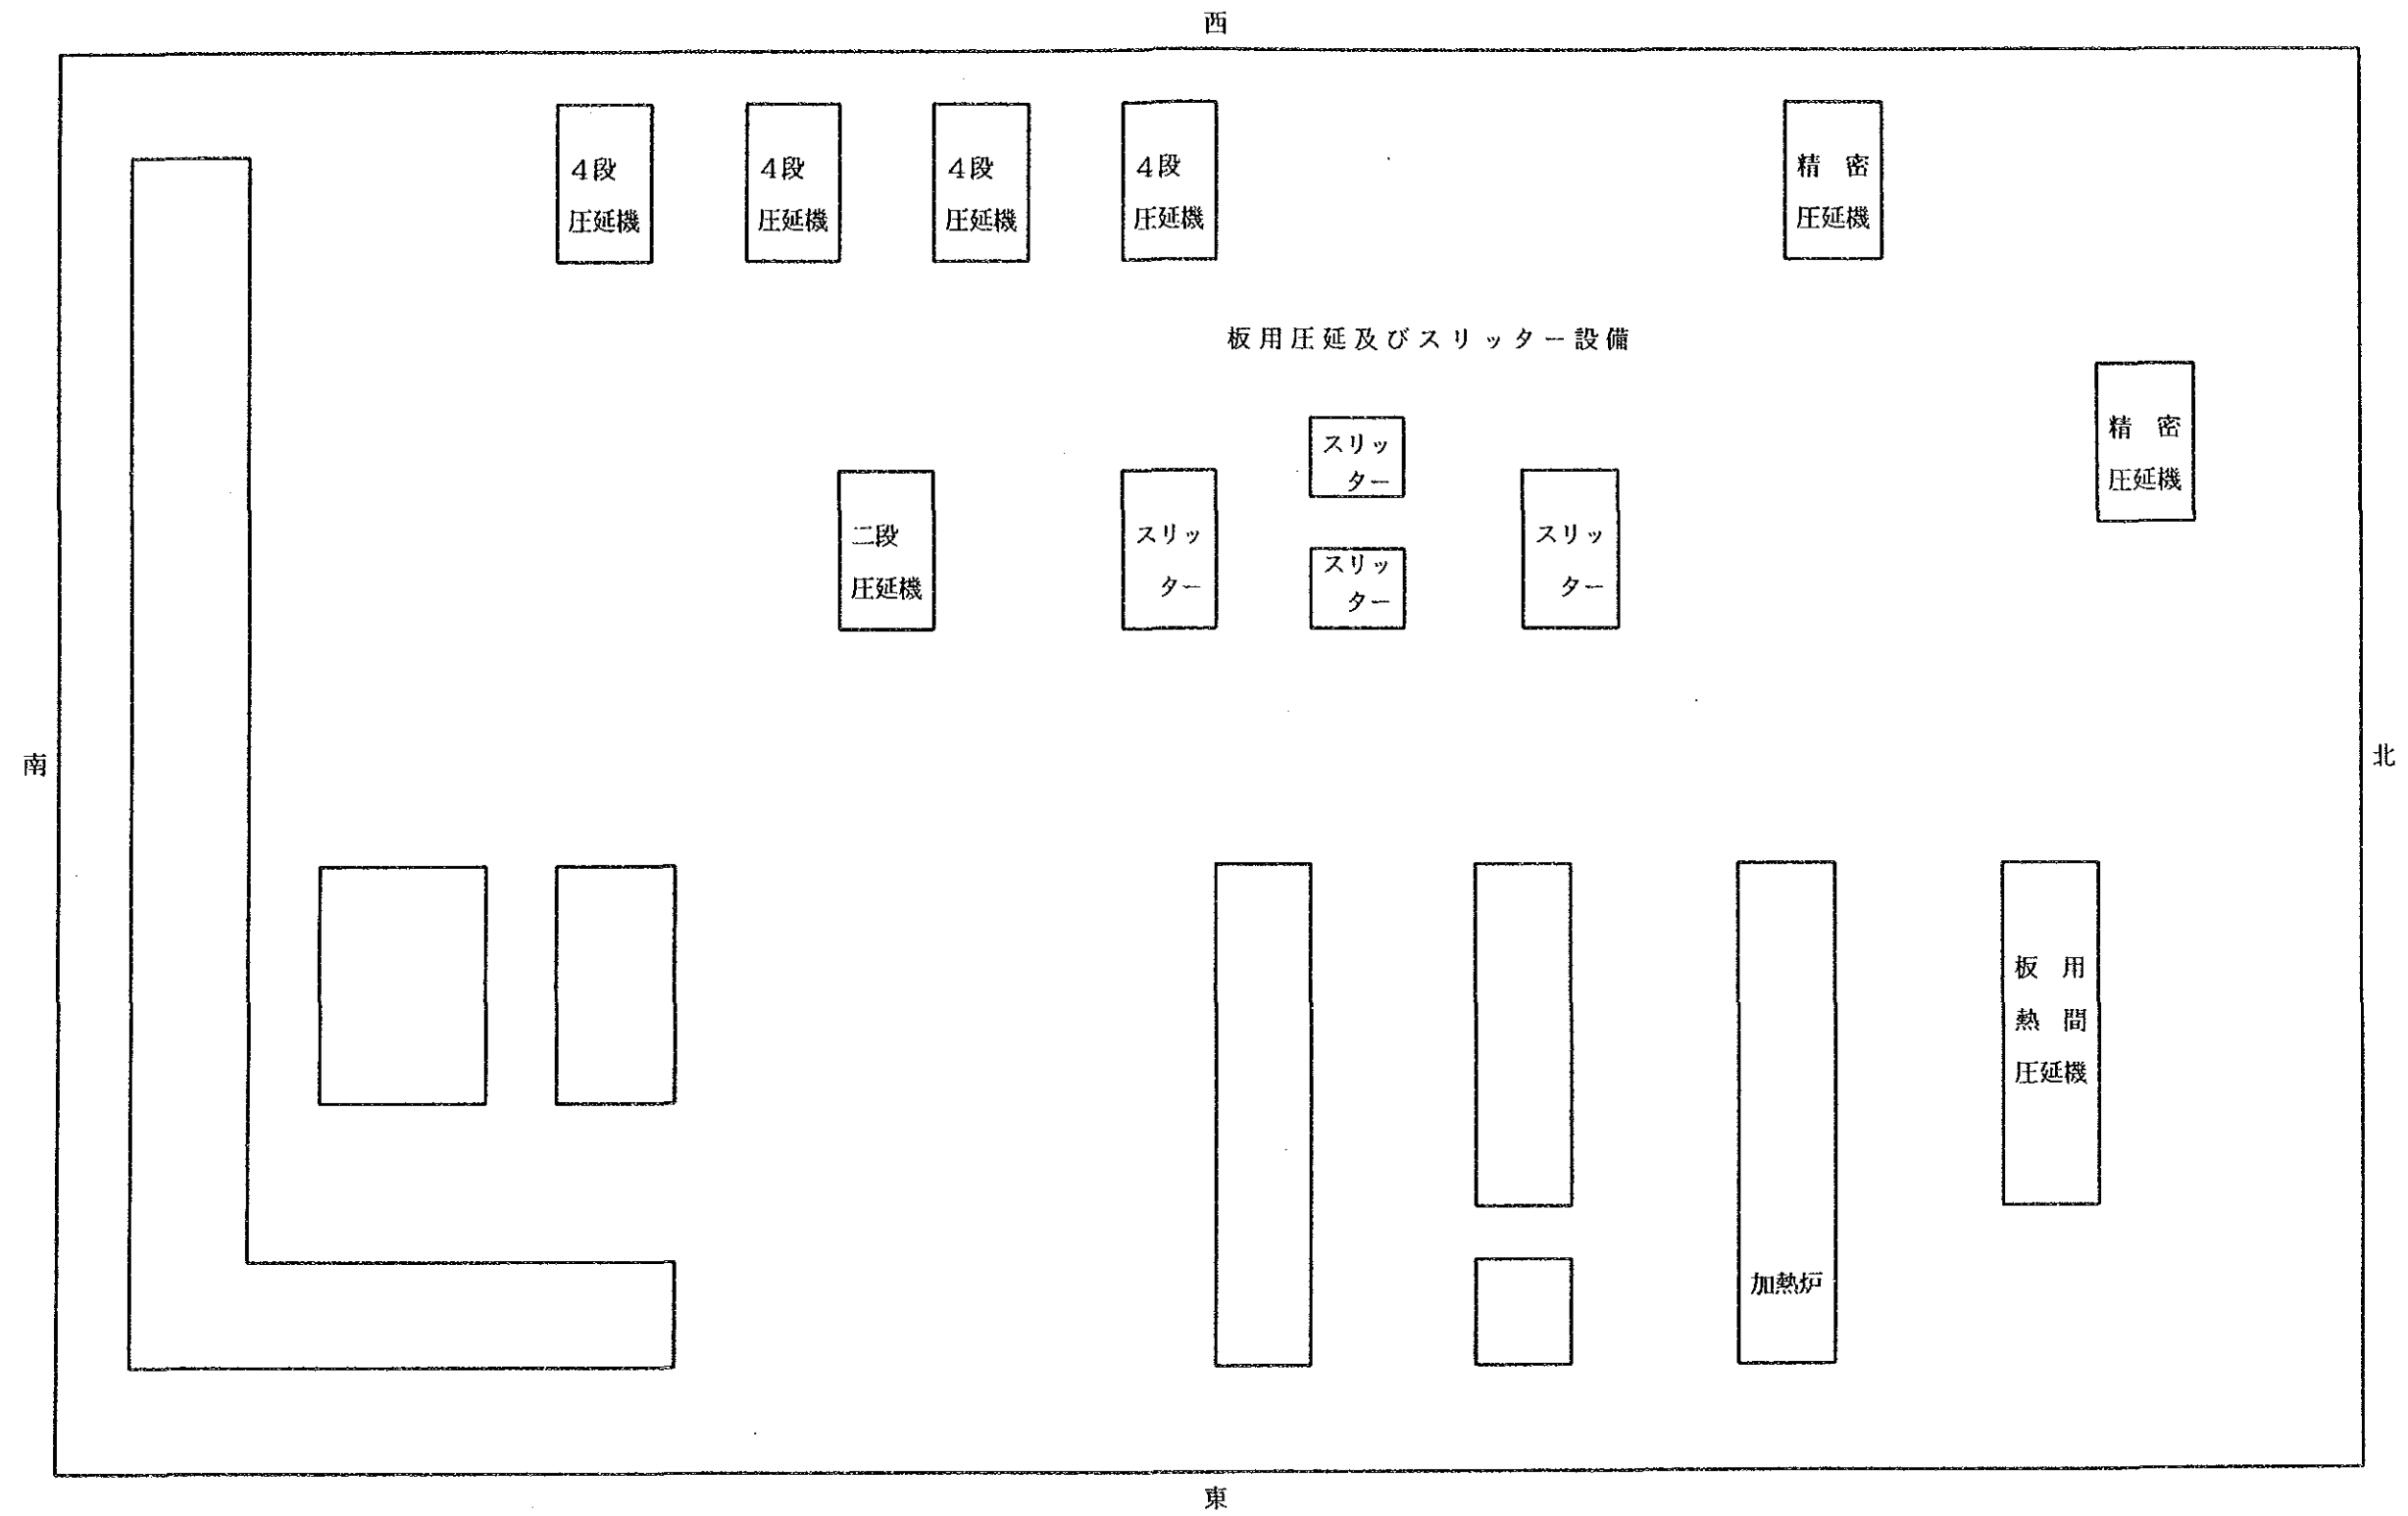 西
４段
圧延機
４段
圧延機
４段
圧延機
４段
圧延機
精　密
圧延機
板用圧延及びスリッター設備
精　密
圧延機
二段
圧延機
スリッ
ター
スリッ
ター
スリッ
ター
スリッ
ター
南
北
板　用
熱　間
圧延機
加熱炉
東